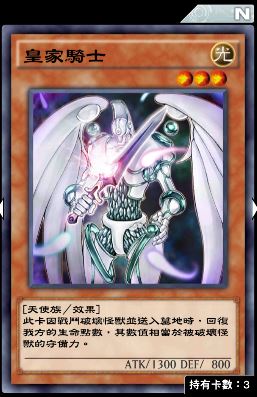 N
皇家騎士
光
[天使族／效果]
此卡因戰鬥破壞怪獸並送入墓地時，回復
我方的生命點數，其數值相當於被破壞怪
獸的守備力。
ATK/1300 DEF/ 800
持有卡數：3